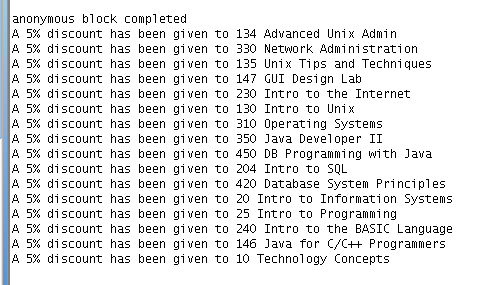 anonymous block completed
A 5% discount has been given to 134 Advanced Unix Admin
A 5% discount has been given to 330 Network Administration
A 5% discount has been given to 135 Unix Tips and Techniques
A 5% discount has been given to 147 GUI Design Lab
A 5% discount has been given to 230 Intro to the Internet
A 5% discount has been given to 130 Intro to Unix
A 5% discount has been given to 310 Operating Systems
A 5% discount has been given to 350 Java Developer II
A 5% discount has been given to 450 DB Programming with Java
A 5% discount has been given to 204 Intro to SQL
A 5% discount has been given to 420 Database System Principles
A 5% discount has been given to 20 Intro to Information Systems
A 5% discount has been given to 25 Intro to Programming
A 5% discount has been given to 240 Intro to the BASIC Language
A 5% discount has been given to 146 Java for C/C++ Programmers
A 5% discount has been given to 10 Technology Concepts